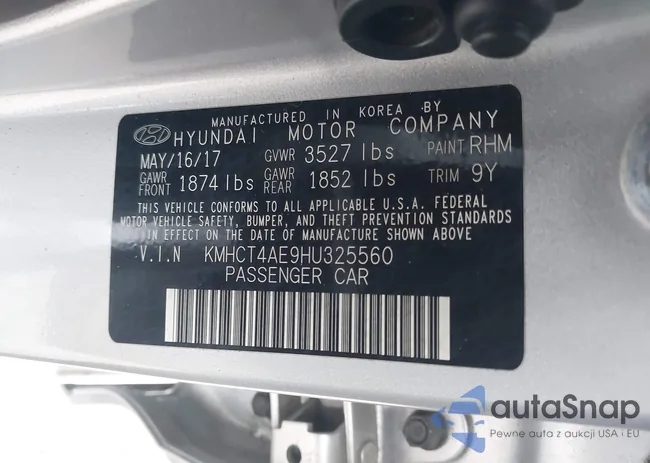 MANUFACTURED IN KOREA BY
HYUNDAI MOTOR COMPANY
MAY/16/17 GVWR 3527 lbs PAINT RHM
GAWR FRONT 1874 lbs GAWR REAR 1852 lbs TRIM 9Y
THIS VEHICLE CONFORMS TO ALL APPLICABLE U.S.A. FEDERAL
MOTOR VEHICLE SAFETY, BUMPER, AND THEFT PREVENTION STANDARDS
IN EFFECT ON THE DATE OF MANUFACTURE SHOWN ABOVE
V.I.N KMHCT4AE9HU325560
PASSENGER CAR
autaSnap
Pewne auta z aukcji USA i EU